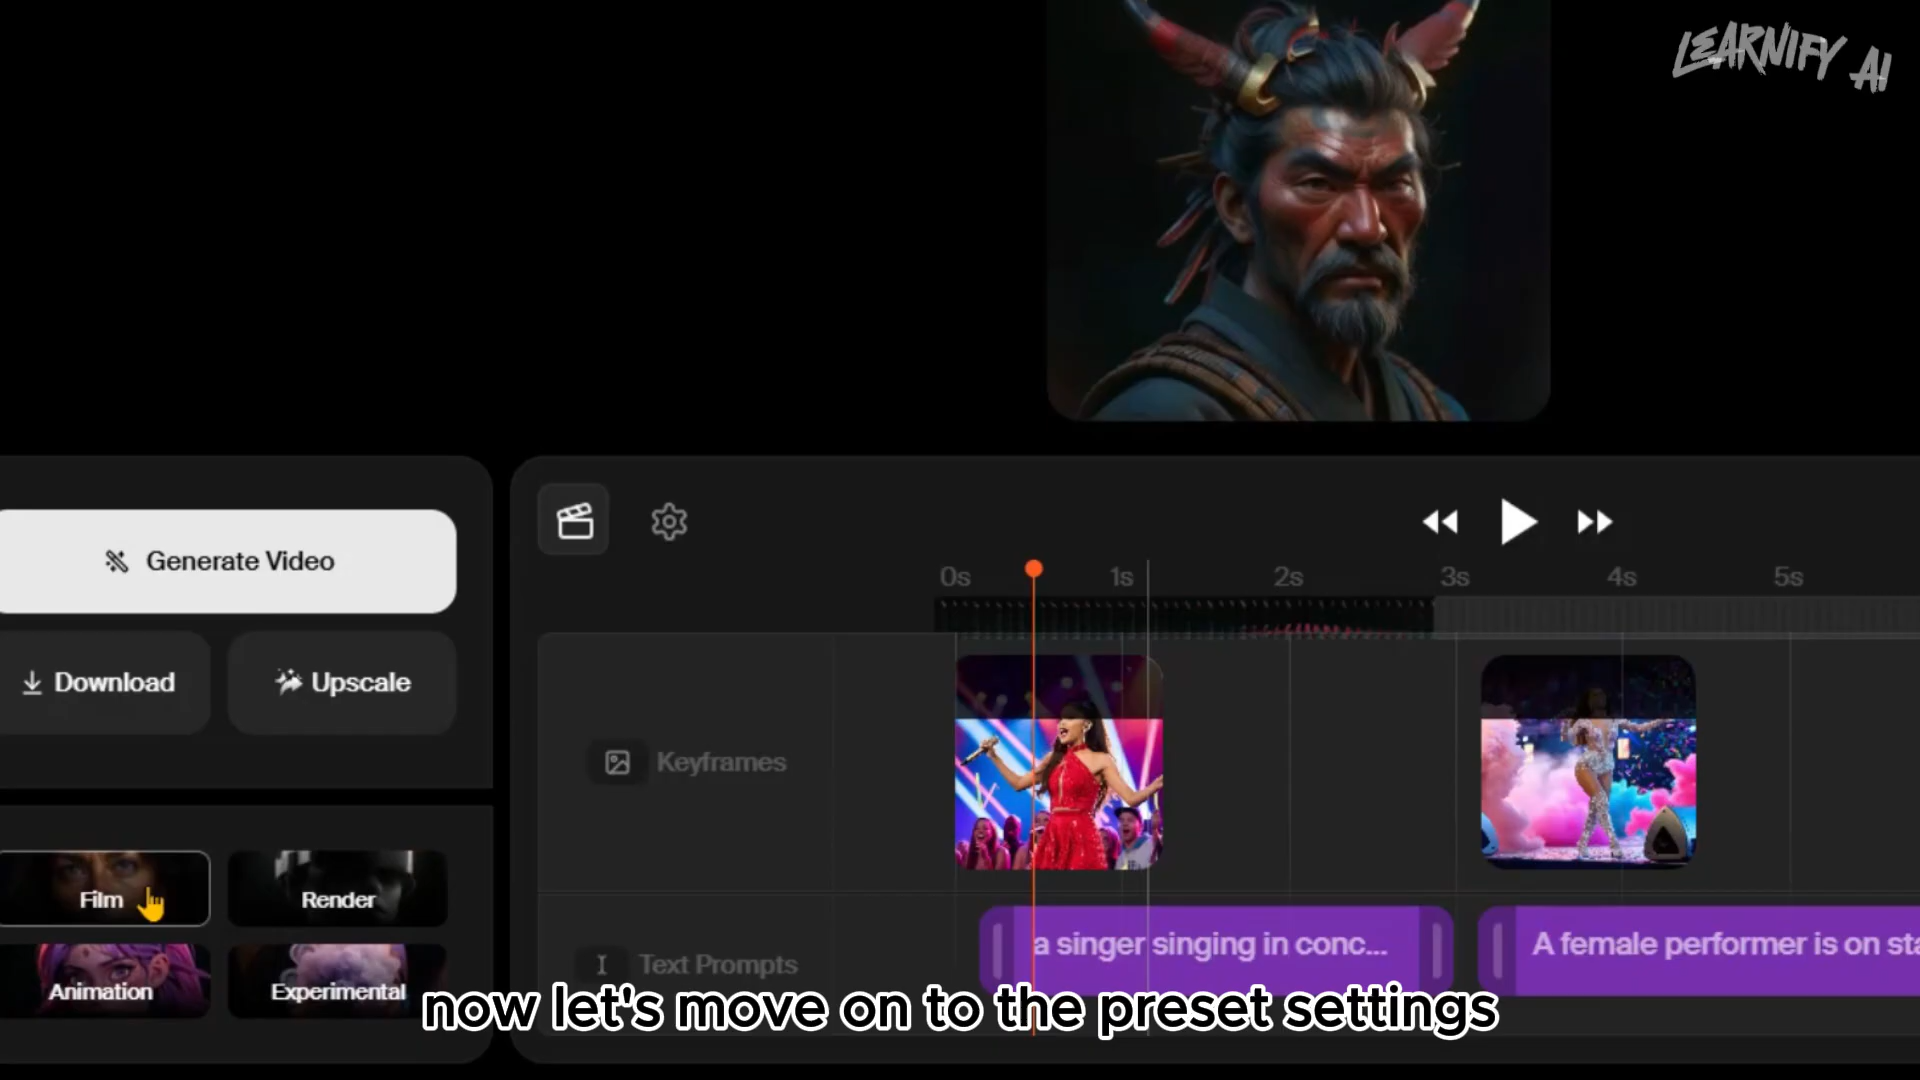 LEARNIFY AI
Generate Video
Download
Upscale
0s
1s
2s
3s
4s
5s
Keyframes
Film
Render
Animation
Experimental
Text Prompts
a singer singing in conc...
A female performer is on sta
now let's move on to the preset settings